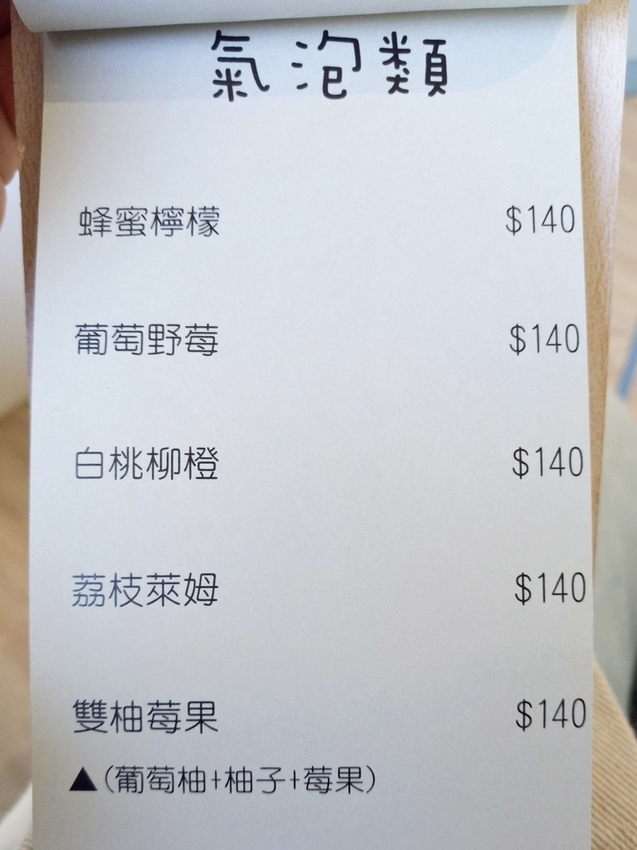 氣泡類
蜂蜜檸檬 $140
葡萄野莓 $140
白桃柳橙 $140
荔枝萊姆 $140
雙柚莓果 $140
▲(葡萄柚+柚子+莓果)